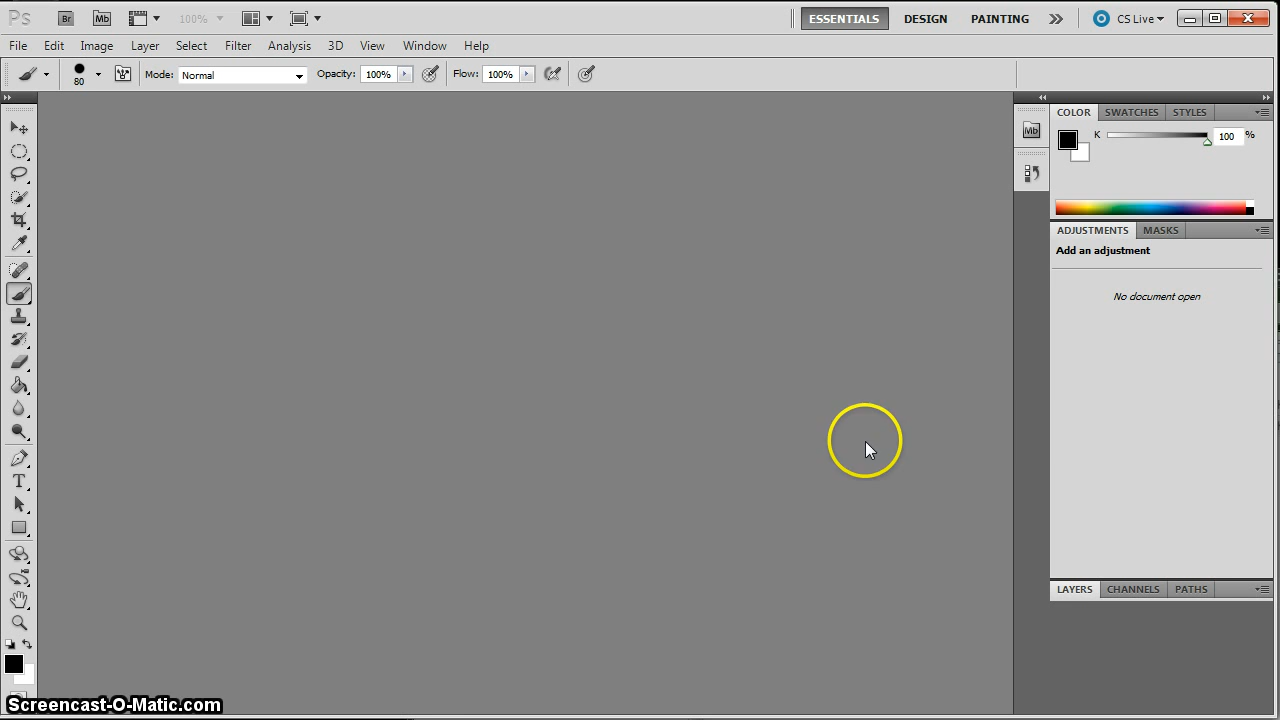 Ps Br Mb 100% ESSENTIALS DESIGN PAINTING CS Live
File Edit Image Layer Select Filter Analysis 3D View Window Help
80 Mode: Normal Opacity: 100% Flow: 100%
Mb
COLOR SWATCHES STYLES
K 100 %
ADJUSTMENTS MASKS
Add an adjustment
No document open
T
LAYERS CHANNELS PATHS
Screencast-O-Matic.com